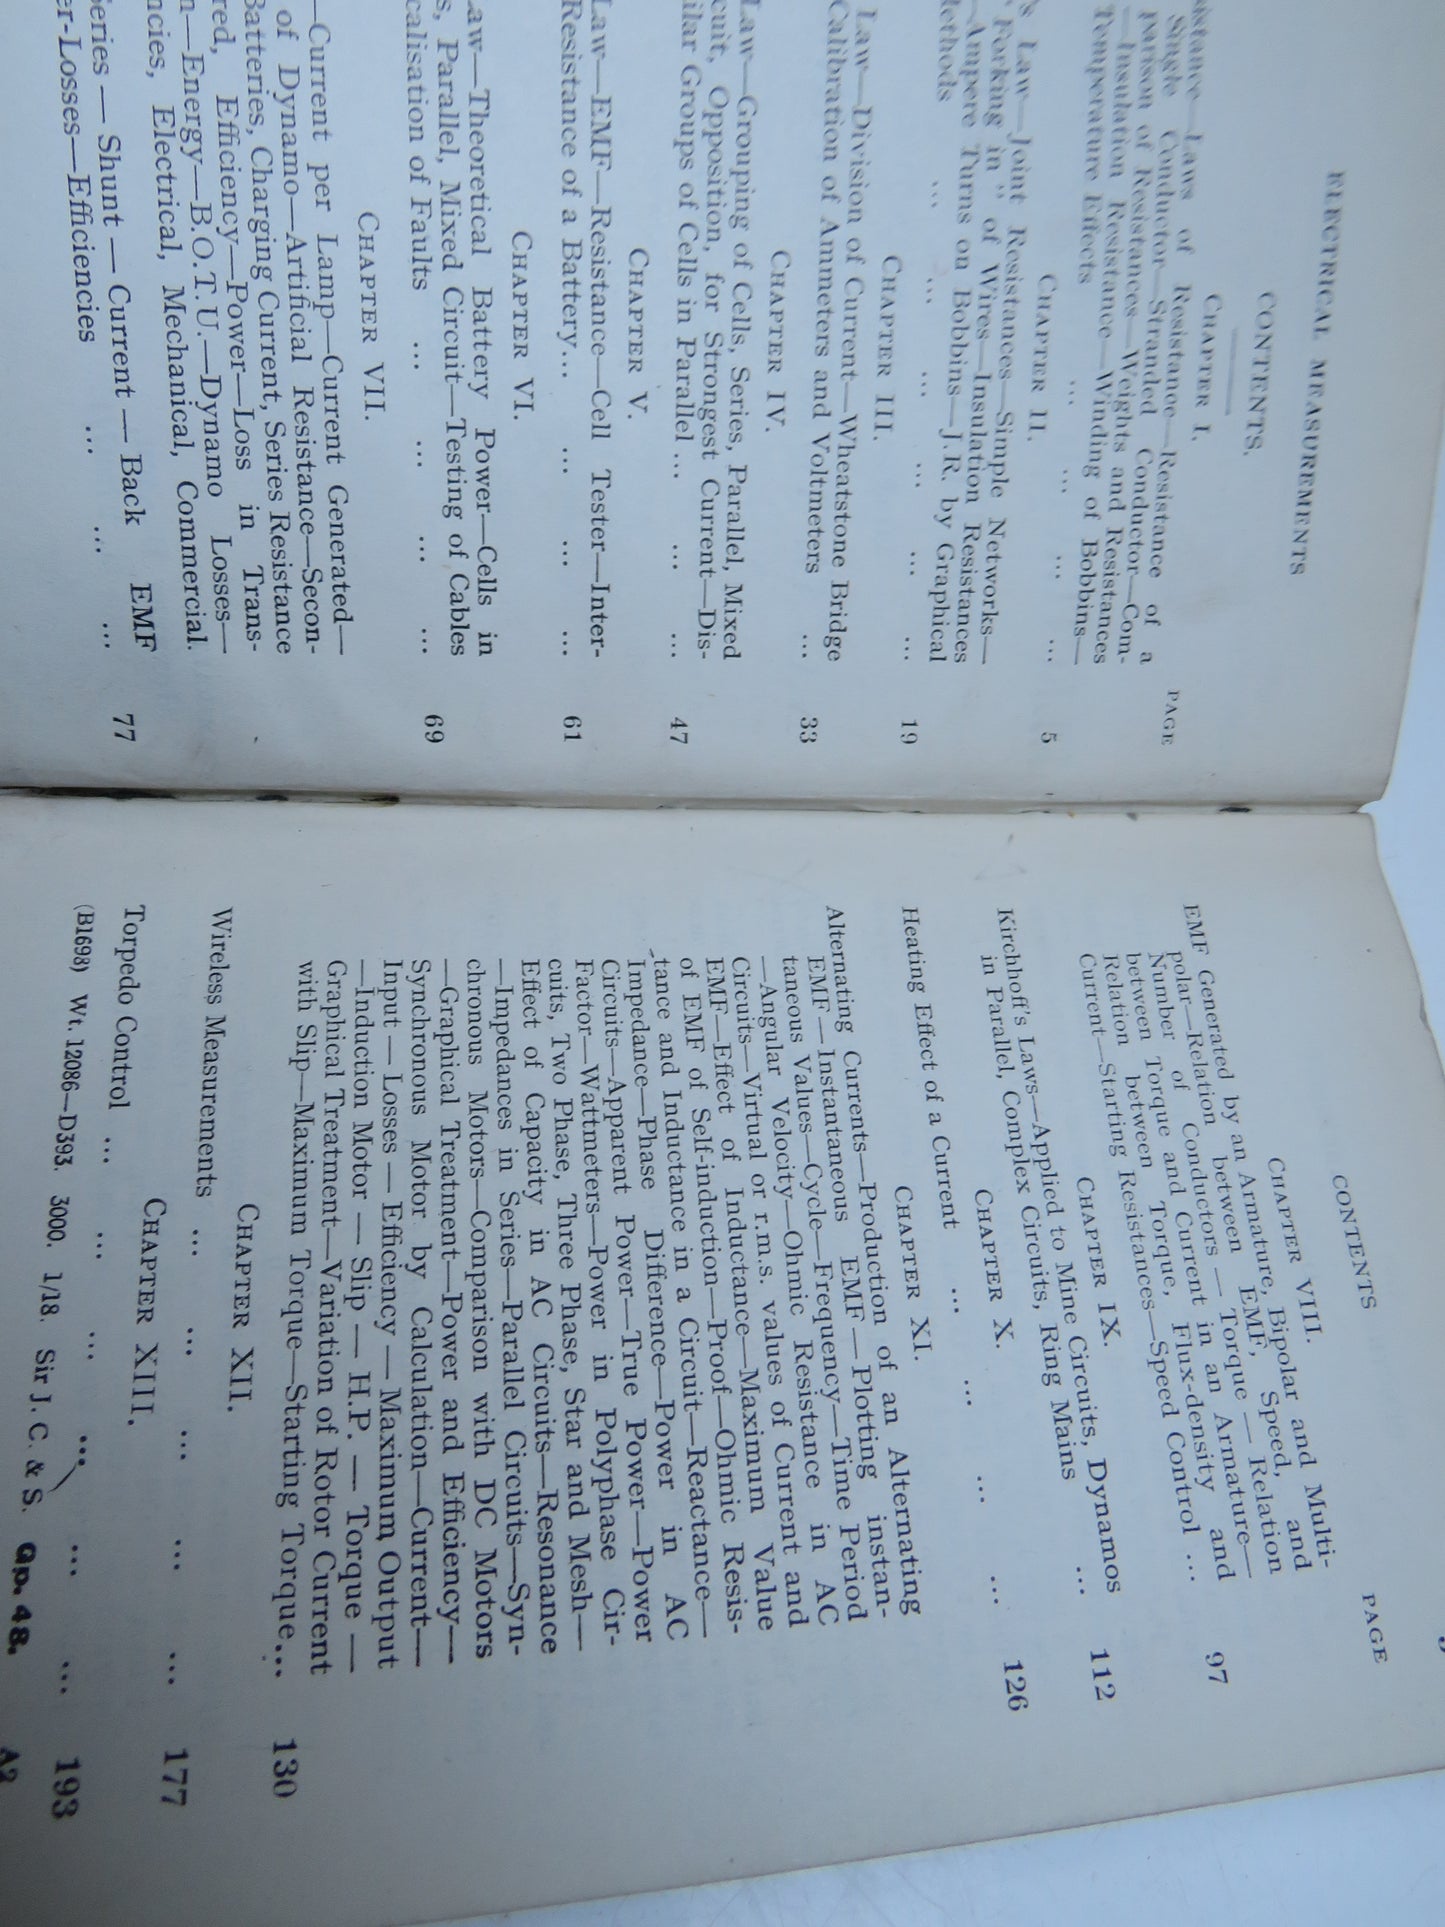 ELECTRICAL MEASUREMENTS
CONTENTS.
PAGE
CHAPTER I.
Laws of Resistance—Resistance of a
Single Conductor—Stranded Conductor—Com-
parison of Resistances—Weights and Resistances
—Insulation Resistance—Winding of Bobbins—
Temperature Effects ... ... ... ... 5
CHAPTER II.
's Law—Joint Resistances—Simple Networks—
" Forking in " of Wires—Insulation Resistances
—Ampere Turns on Bobbins—J.R. by Graphical
Methods ... ... ... ... ... ... 19
CHAPTER III.
Law—Division of Current—Wheatstone Bridge
Calibration of Ammeters and Voltmeters ... 33
CHAPTER IV.
Law—Grouping of Cells, Series, Parallel, Mixed
cuit, Opposition, for Strongest Current—Dis-
ilar Groups of Cells in Parallel ... ... ... 47
CHAPTER V.
Law—EMF—Resistance—Cell Tester—Inter-
Resistance of a Battery... ... ... ... 61
CHAPTER VI.
Law—Theoretical Battery Power—Cells in
s, Parallel, Mixed Circuit—Testing of Cables
calisation of Faults ... ... ... ... 69
CHAPTER VII.
—Current per Lamp—Current Generated—
of Dynamo—Artificial Resistance—Secon-
Batteries, Charging Current, Series Resistance
red, Efficiency—Power—Loss in Trans-
n—Energy—B.O.T.U.—Dynamo Losses—
ncies, Electrical, Mechanical, Commercial.
Series — Shunt — Current — Back EMF
er-Losses—Efficiencies ... ... ... 77
CONTENTS
PAGE
CHAPTER VIII.
EMF Generated by an Armature, Bipolar and Multi-
polar—Relation between EMF, Speed, and
Number of Conductors — Torque — Relation
between Torque and Current in an Armature—
Relation between Torque, Flux-density and
Current—Starting Resistances—Speed Control ... 97
CHAPTER IX.
Kirchhoff's Laws—Applied to Mine Circuits, Dynamos
in Parallel, Complex Circuits, Ring Mains ... 112
CHAPTER X.
Heating Effect of a Current ... ... ... ... 126
CHAPTER XI.
Alternating Currents—Production of an Alternating
EMF—Instantaneous EMF—Plotting instan-
taneous Values—Cycle—Frequency—Time Period
—Angular Velocity—Ohmic Resistance in AC
Circuits—Virtual or r.m.s. values of Current and
EMF—Effect of Inductance—Maximum Value
of EMF of Self-induction—Proof—Ohmic Resis-
tance and Inductance in a Circuit—Reactance—
Impedance—Phase Difference—Power in AC
Circuits—Apparent Power—True Power—Power
Factor—Wattmeters—Power in Polyphase Cir-
cuits, Two Phase, Three Phase, Star and Mesh—
Effect of Capacity in AC Circuits—Resonance
—Impedances in Series—Parallel Circuits—Syn-
chronous Motors—Comparison with DC Motors
—Graphical Treatment—Power and Efficiency—
Synchronous Motor by Calculation—Current—
Input — Losses — Efficiency — Maximum Output
—Induction Motor — Slip — H.P. — Torque —
Graphical Treatment—Variation of Rotor Current
with Slip—Maximum Torque—Starting Torque... 130
CHAPTER XII.
Wireless Measurements ... ... ... ... ... 177
CHAPTER XIII.
Torpedo Control ... ... ... ... ... ... 193
(B1698) Wt. 12086—D393. 3000. 1/18. Sir J. C. & S. Gp. 48. A2